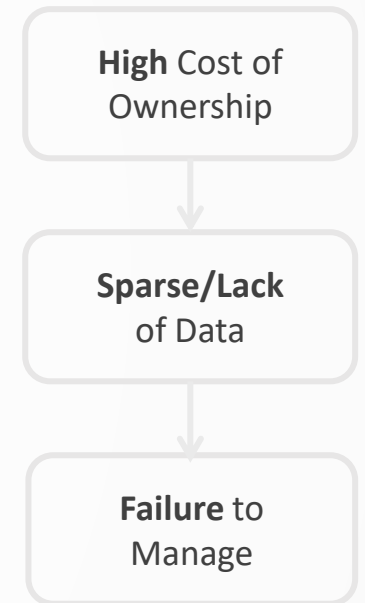 High Cost of
Ownership
Sparse/Lack
of Data
Failure to
Manage